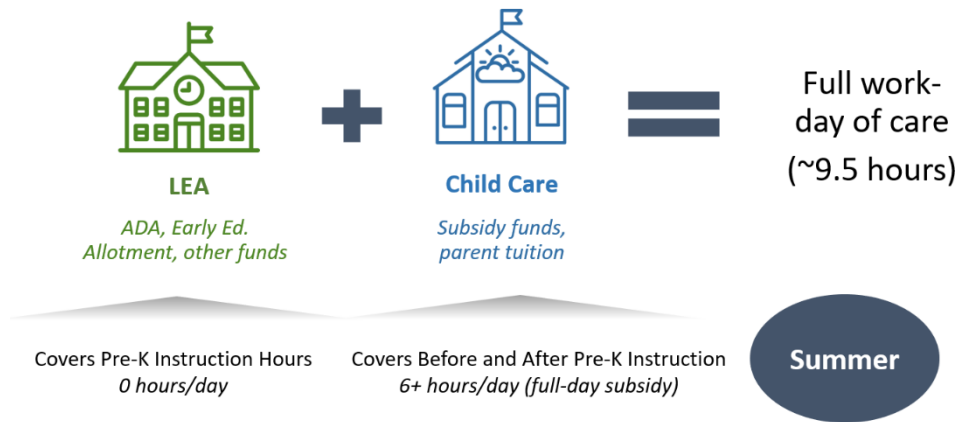 LEA
ADA, Early Ed.
Allotment, other funds
Child Care
Subsidy funds,
parent tuition
Full work-
day of care
(~9.5 hours)
Covers Pre-K Instruction Hours
0 hours/day
Covers Before and After Pre-K Instruction
6+ hours/day (full-day subsidy)
Summer